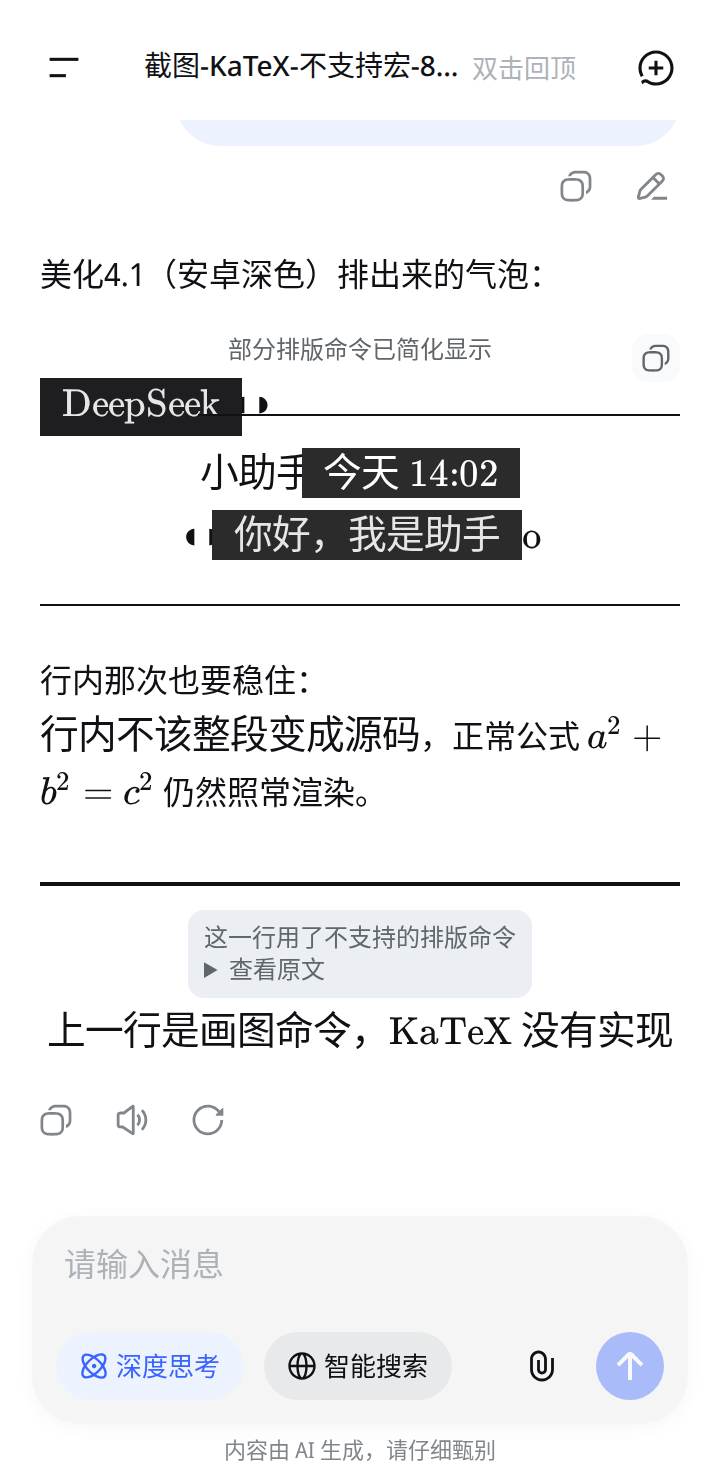 截图-KaTeX-不支持宏-8... 双击回顶
美化4.1（安卓深色）排出来的气泡：
部分排版命令已简化显示
DeepSeek
小助手 今天 14:02
你好，我是助手 o
行内那次也要稳住：
行内不该整段变成源码，正常公式 a² +
b² = c² 仍然照常渲染。
这一行用了不支持的排版命令
▶ 查看原文
上一行是画图命令，KaTeX 没有实现
请输入消息
深度思考 智能搜索
内容由 AI 生成，请仔细甄别